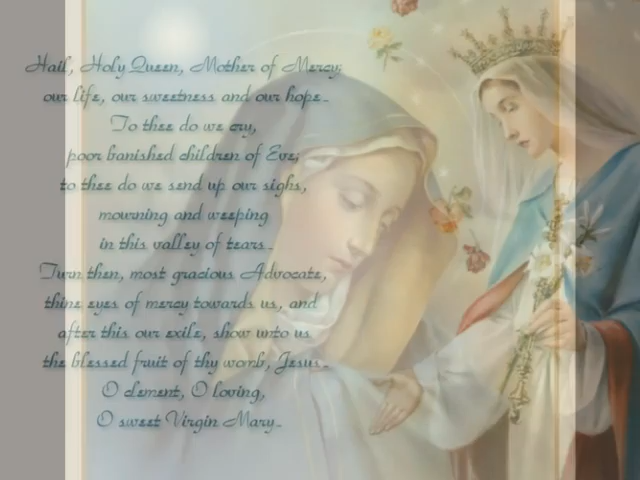 Hail, Holy Queen, Mother of Mercy;
our life, our sweetness and our hope.
To thee do we cry,
poor banished children of Eve;
to thee do we send up our sighs,
mourning and weeping
in this valley of tears.
Turn then, most gracious Advocate,
thine eyes of mercy towards us, and
after this our exile, show unto us
the blessed fruit of thy womb, Jesus.
O clement, O loving,
O sweet Virgin Mary.